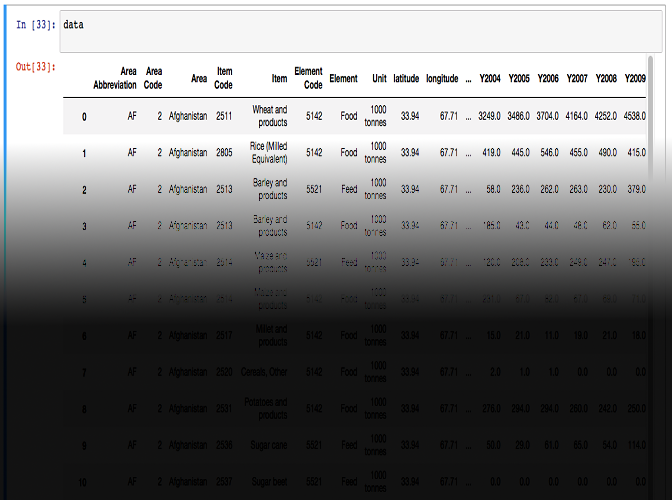 In [33]: data
Out[33]:
Area Abbreviation Area Code Area Item Code Item Element Code Element Unit latitude longitude ... Y2004 Y2005 Y2006 Y2007 Y2008 Y2009
0 AF 2 Afghanistan 2511 Wheat and products 5142 Food 1000 tonnes 33.94 67.71 ... 3249.0 3486.0 3704.0 4164.0 4252.0 4538.0
1 AF 2 Afghanistan 2805 Rice (Milled Equivalent) 5142 Food 1000 tonnes 33.94 67.71 ... 419.0 445.0 546.0 455.0 490.0 415.0
2 AF 2 Afghanistan 2513 Barley and products 5521 Feed 1000 tonnes 33.94 67.71 ... 58.0 236.0 262.0 263.0 230.0 379.0
3 AF 2 Afghanistan 2513 Barley and products 5142 Food 1000 tonnes 33.94 67.71 ... 185.0 43.0 44.0 48.0 62.0 55.0
4 AF 2 Afghanistan 2514 Maize and products 5521 Feed 1000 tonnes 33.94 67.71 ... 120.0 208.0 233.0 249.0 247.0 195.0
5 AF 2 Afghanistan 2514 Maize and products 5142 Food 1000 tonnes 33.94 67.71 ... 231.0 67.0 82.0 67.0 69.0 71.0
6 AF 2 Afghanistan 2517 Millet and products 5142 Food 1000 tonnes 33.94 67.71 ... 15.0 21.0 11.0 19.0 21.0 18.0
7 AF 2 Afghanistan 2520 Cereals, Other 5142 Food 1000 tonnes 33.94 67.71 ... 2.0 1.0 1.0 0.0 0.0 0.0
8 AF 2 Afghanistan 2531 Potatoes and products 5142 Food 1000 tonnes 33.94 67.71 ... 276.0 294.0 294.0 260.0 242.0 250.0
9 AF 2 Afghanistan 2536 Sugar cane 5521 Feed 1000 tonnes 33.94 67.71 ... 50.0 29.0 61.0 65.0 54.0 114.0
10 AF 2 Afghanistan 2537 Sugar beet 5521 Feed 1000 tonnes 33.94 67.71 ... 0.0 0.0 0.0 0.0 0.0 0.0